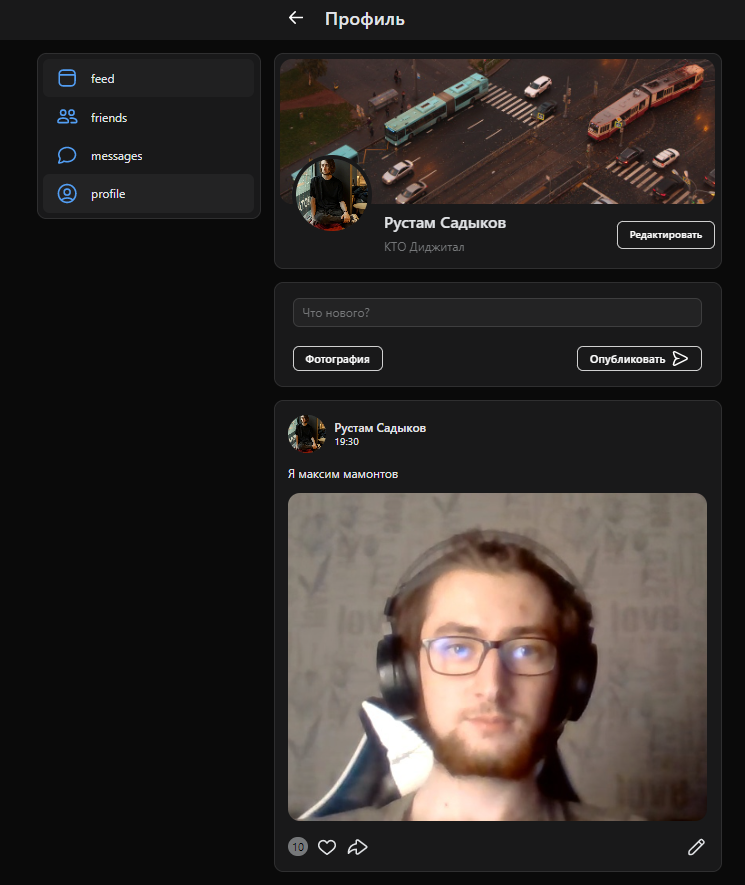 Профиль
feed
friends
messages
profile
Рустам Садыков
КТО Диджитал
Редактировать
Что нового?
Фотография
Опубликовать
Рустам Садыков
19:30
Я максим мамонтов
love
love
love
10